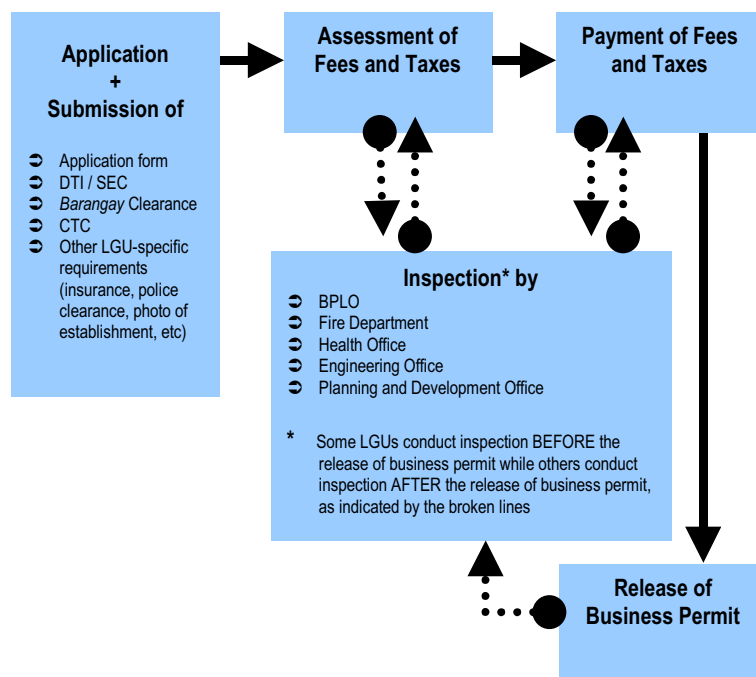 Application
+
Submission of
➲ Application form
➲ DTI / SEC
➲ Barangay Clearance
➲ CTC
➲ Other LGU-specific
requirements
(insurance, police
clearance, photo of
establishment, etc)
Assessment of
Fees and Taxes
Payment of Fees
and Taxes
Inspection* by
➲ BPLO
➲ Fire Department
➲ Health Office
➲ Engineering Office
➲ Planning and Development Office
* Some LGUs conduct inspection BEFORE the
release of business permit while others conduct
inspection AFTER the release of business permit,
as indicated by the broken lines
Release of
Business Permit